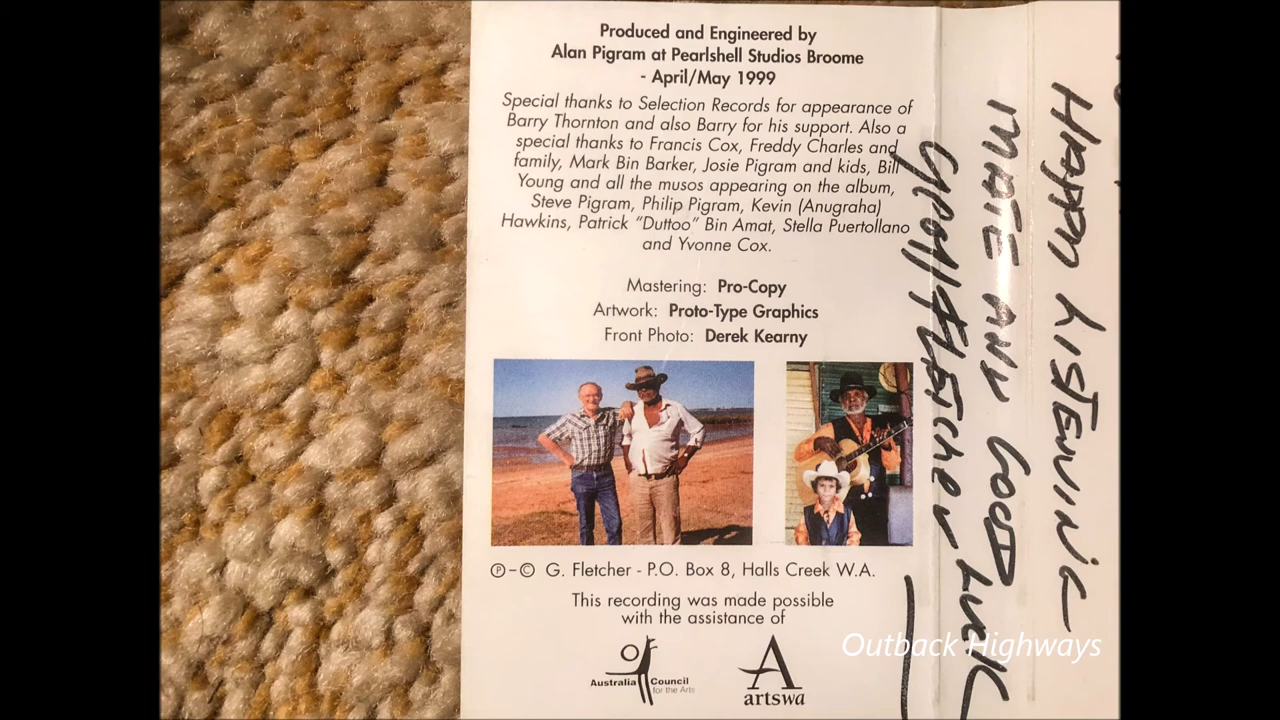 Produced and Engineered by
Alan Pigram at Pearlshell Studios Broome
- April/May 1999
Special thanks to Selection Records for appearance of
Barry Thornton and also Barry for his support. Also a
special thanks to Francis Cox, Freddy Charles and
family, Mark Bin Barker, Josie Pigram and kids, Bill
Young and all the musos appearing on the album,
Steve Pigram, Philip Pigram, Kevin (Anugraha)
Hawkins, Patrick “Duttoo” Bin Amat, Stella Puertollano
and Yvonne Cox.
Mastering: Pro-Copy
Artwork: Proto-Type Graphics
Front Photo: Derek Kearny
Ⓟ–© G. Fletcher - P.O. Box 8, Halls Creek W.A.
This recording was made possible
with the assistance of
Australia Council
for the Arts
artswa
HAPPY LISTENING
MATE AND GOOD
LUCK
Outback Highways